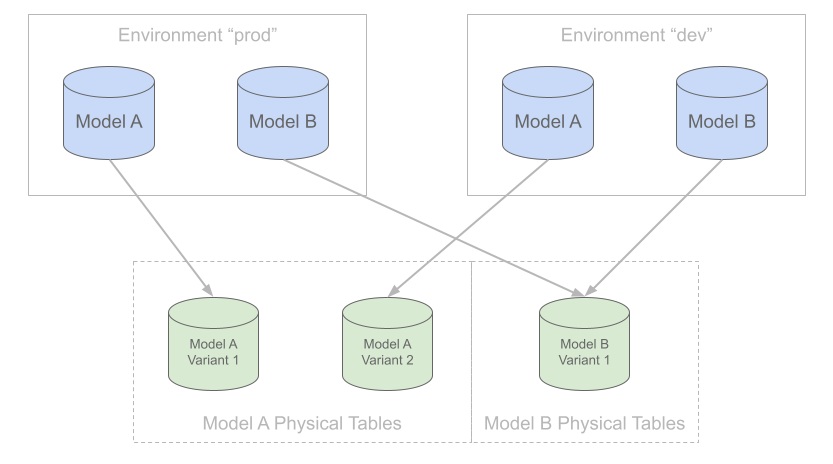 Environment “prod”
Environment “dev”
Model A
Model B
Model A
Model B
Model A
Variant 1
Model A
Variant 2
Model B
Variant 1
Model A Physical Tables
Model B Physical Tables